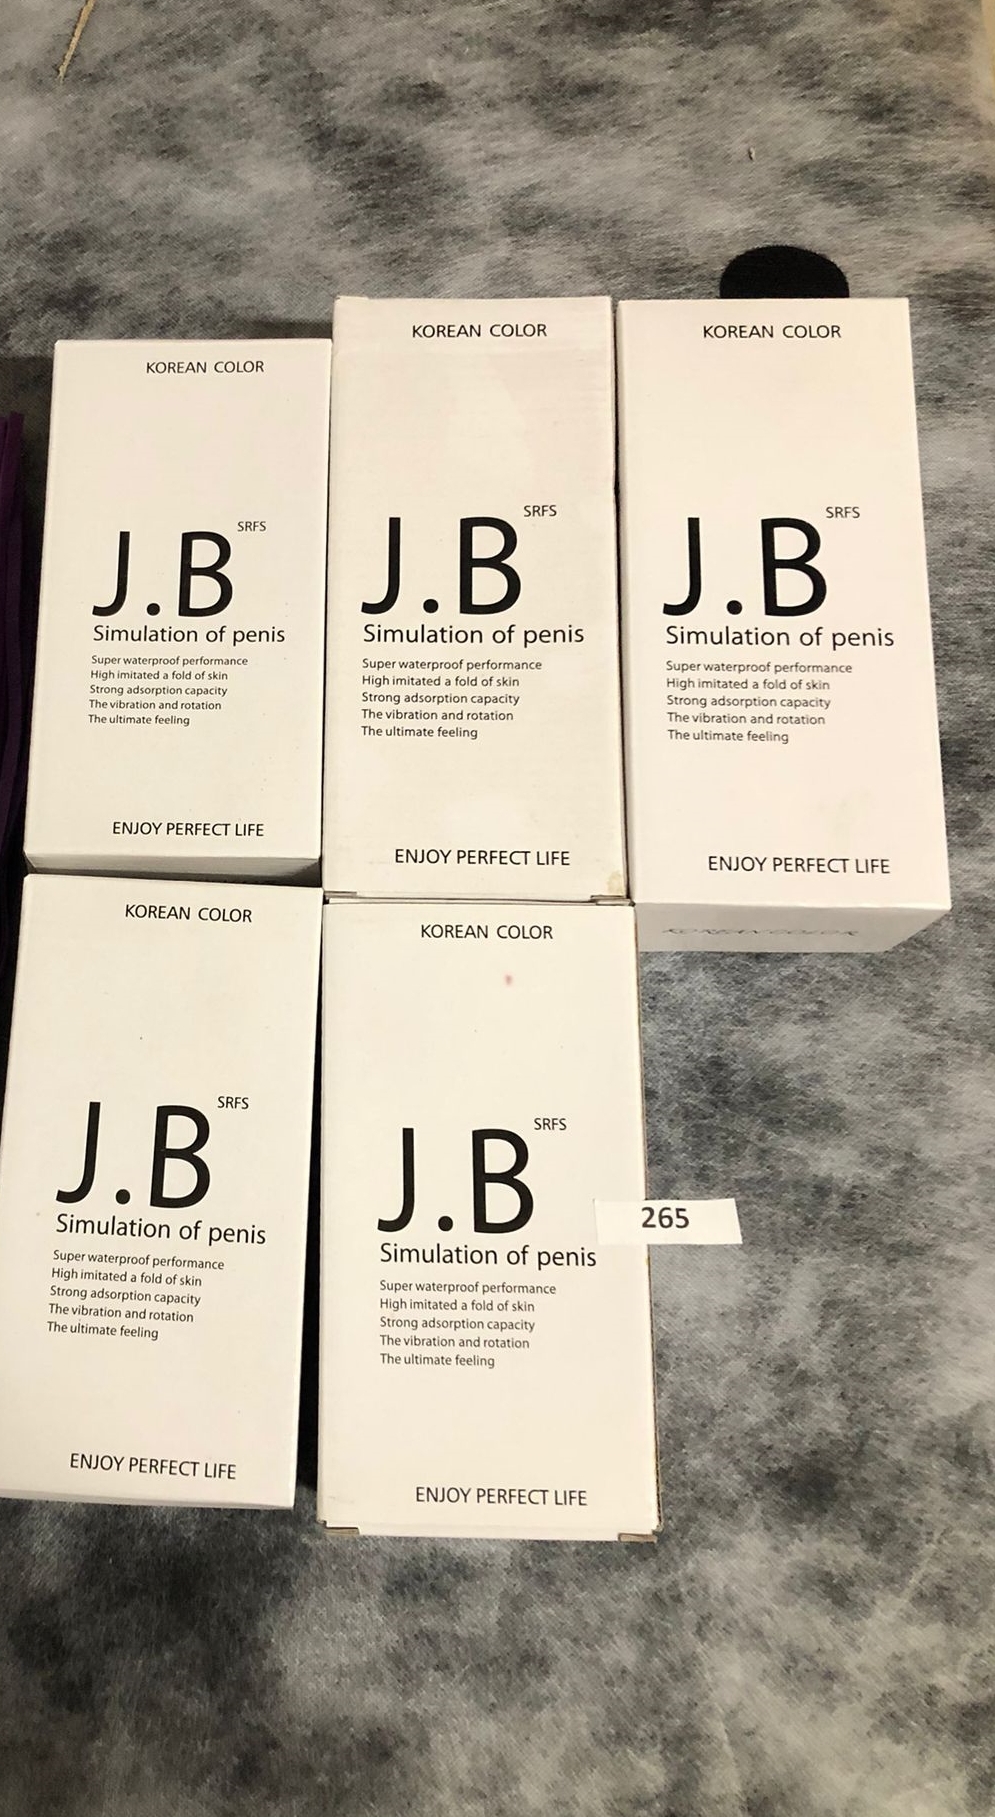 KOREAN COLOR
SRFS
J.B
Simulation of penis
Super waterproof performance
High imitated a fold of skin
Strong adsorption capacity
The vibration and rotation
The ultimate feeling
ENJOY PERFECT LIFE
KOREAN COLOR
SRFS
J.B
Simulation of penis
Super waterproof performance
High imitated a fold of skin
Strong adsorption capacity
The vibration and rotation
The ultimate feeling
ENJOY PERFECT LIFE
KOREAN COLOR
SRFS
J.B
Simulation of penis
Super waterproof performance
High imitated a fold of skin
Strong adsorption capacity
The vibration and rotation
The ultimate feeling
ENJOY PERFECT LIFE
KOREAN COLOR
SRFS
J.B
Simulation of penis
Super waterproof performance
High imitated a fold of skin
Strong adsorption capacity
The vibration and rotation
The ultimate feeling
ENJOY PERFECT LIFE
KOREAN COLOR
SRFS
J.B
Simulation of penis
Super waterproof performance
High imitated a fold of skin
Strong adsorption capacity
The vibration and rotation
The ultimate feeling
ENJOY PERFECT LIFE
265